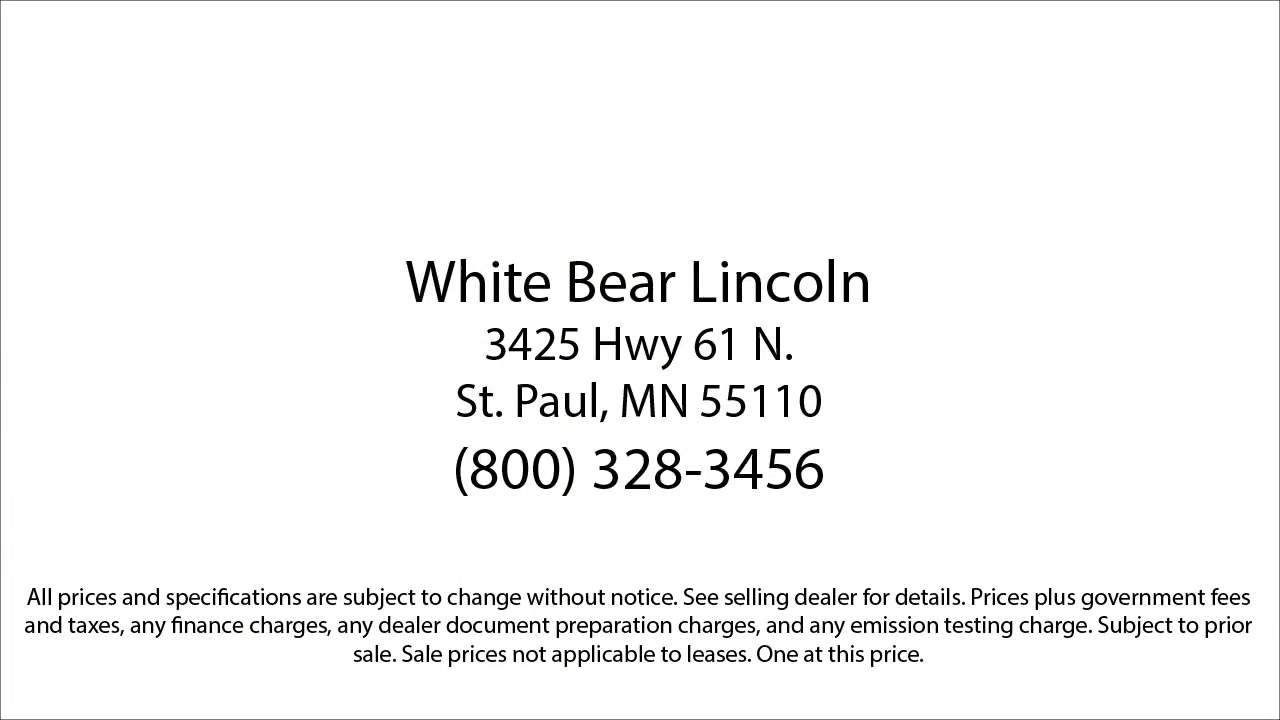 White Bear Lincoln
3425 Hwy 61 N.
St. Paul, MN 55110
(800) 328-3456
All prices and specifications are subject to change without notice. See selling dealer for details. Prices plus government fees
and taxes, any finance charges, any dealer document preparation charges, and any emission testing charge. Subject to prior
sale. Sale prices not applicable to leases. One at this price.